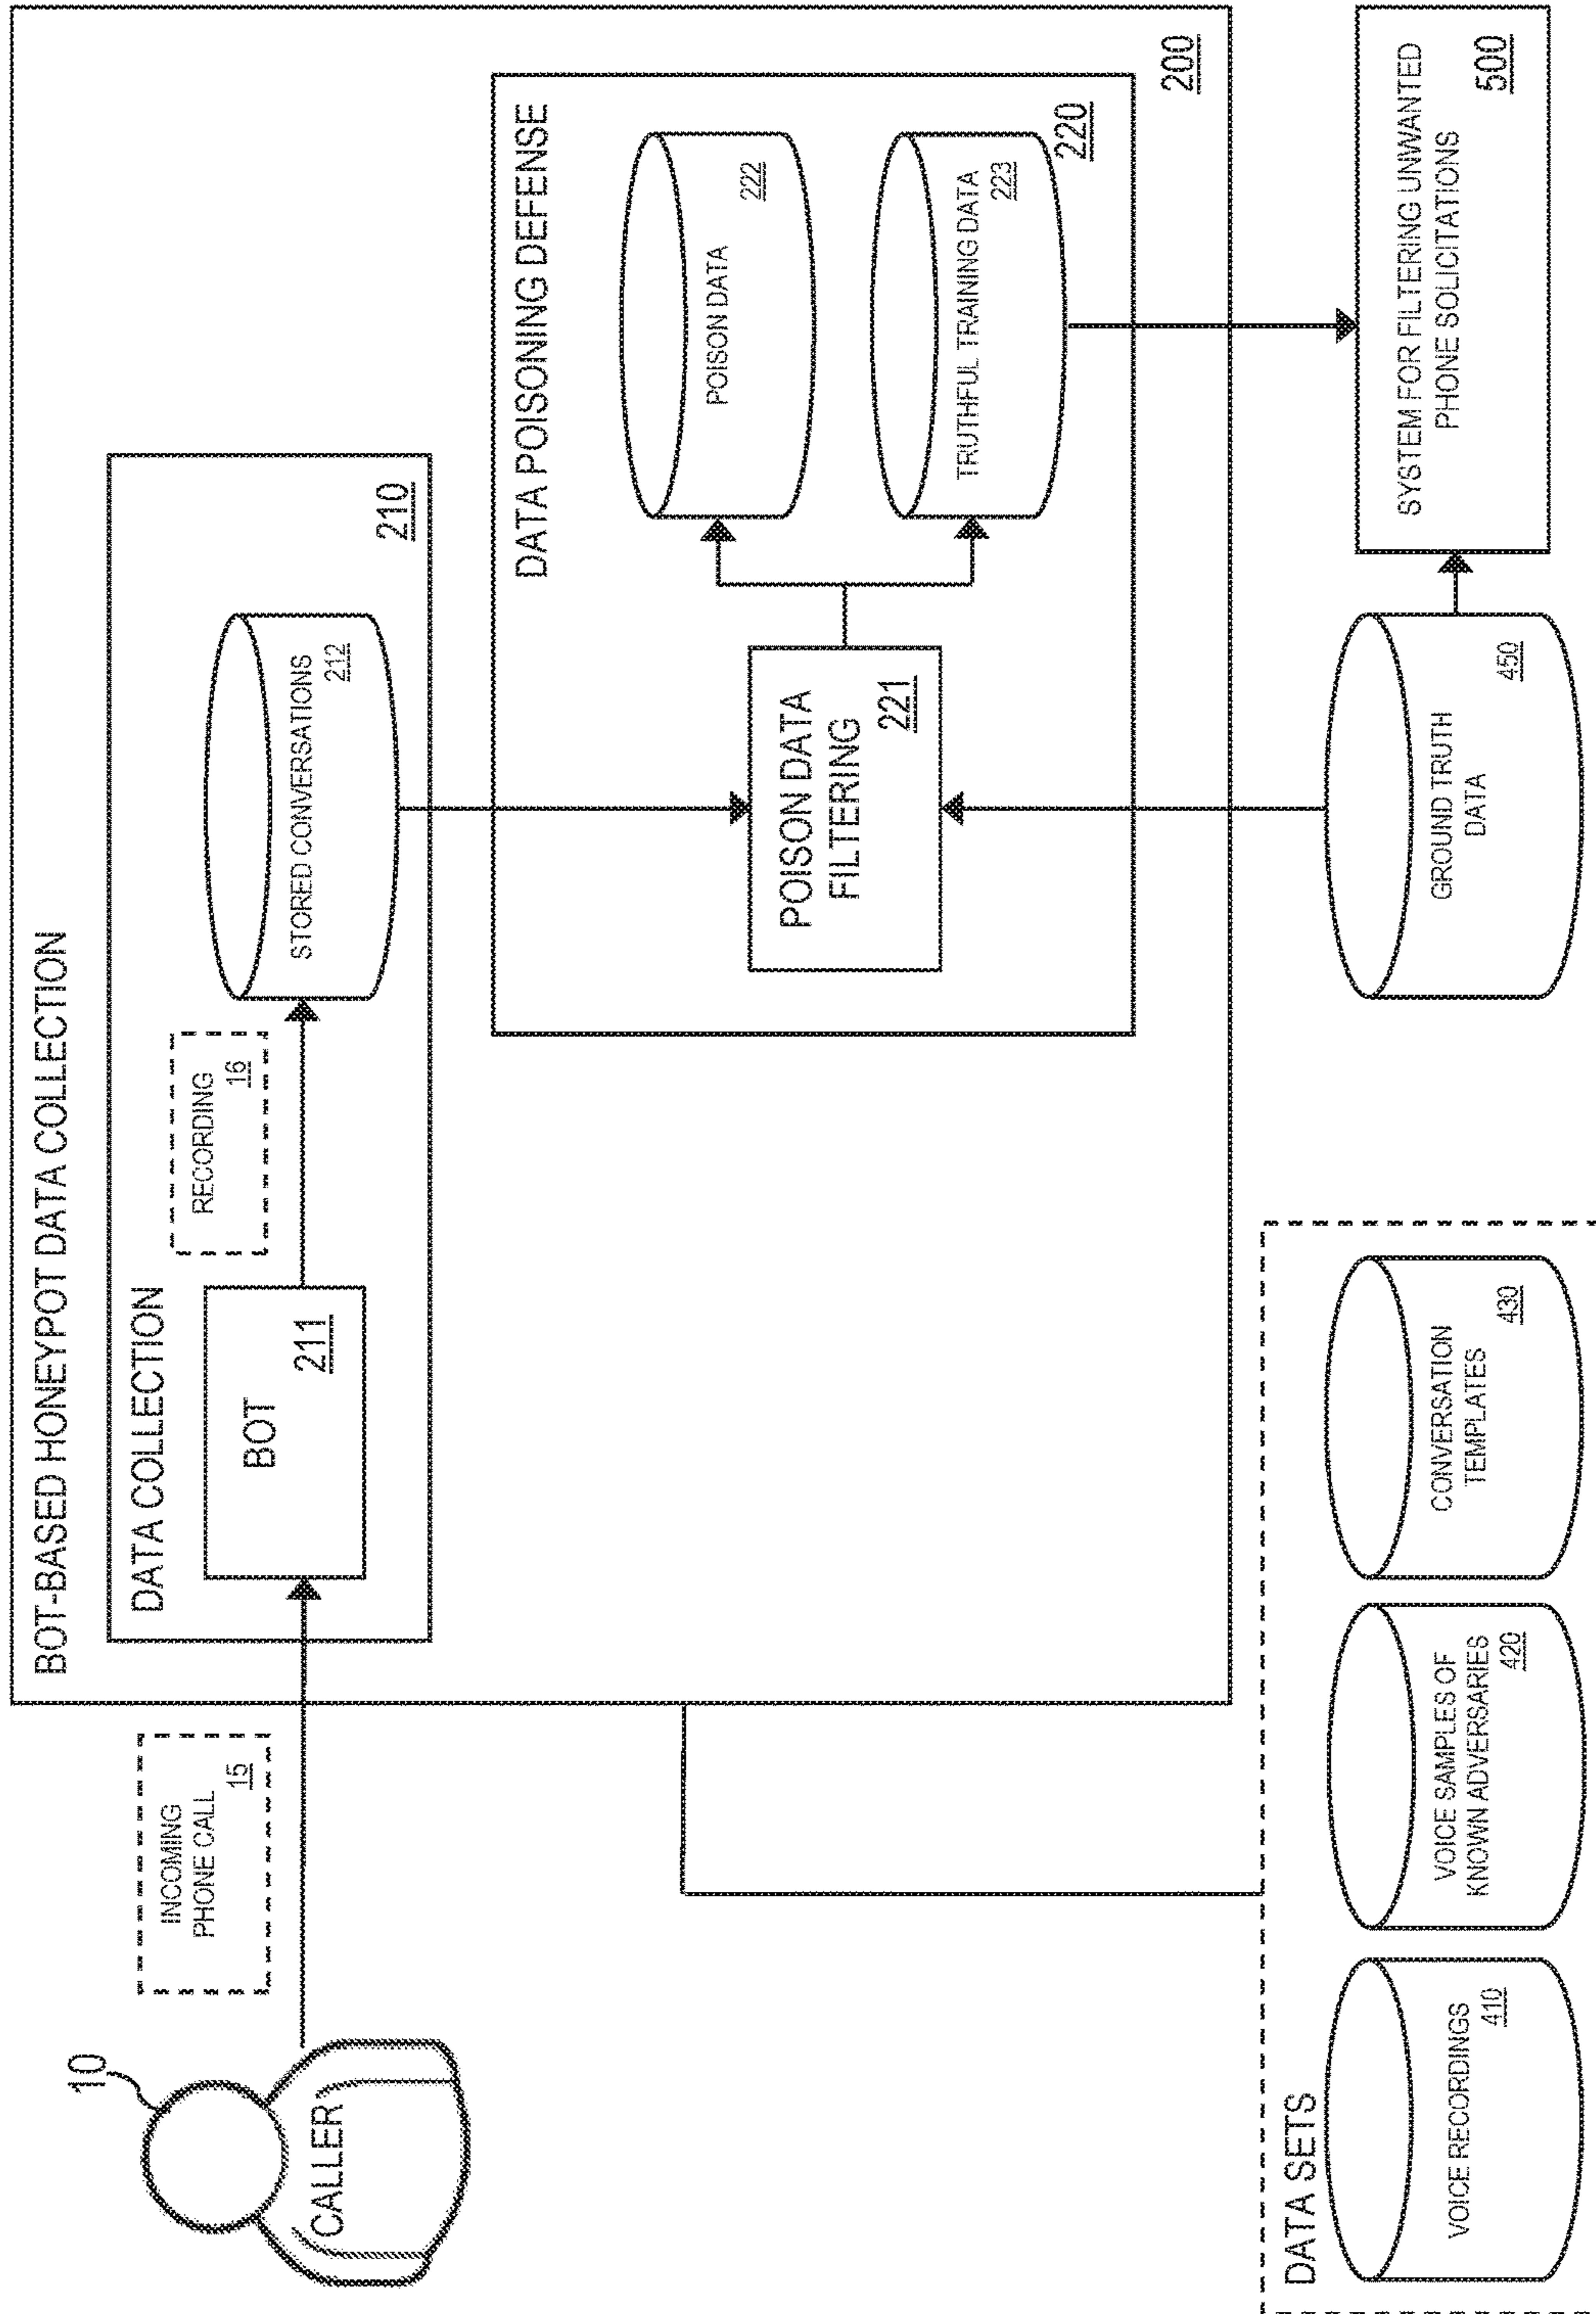 BOT-BASED HONEYPOT DATA COLLECTION
10
CALLER
INCOMING
PHONE CALL
15
DATA COLLECTION
BOT
211
RECORDING
16
STORED CONVERSATIONS
212
210
DATA POISONING DEFENSE
POISON DATA
FILTERING
221
POISON DATA
222
TRUTHFUL TRAINING DATA
223
220
200
DATA SETS
VOICE RECORDINGS
410
VOICE SAMPLES OF
KNOWN ADVERSARIES
420
CONVERSATION
TEMPLATES
430
GROUND TRUTH
DATA
450
SYSTEM FOR FILTERING UNWANTED
PHONE SOLICITATIONS
500